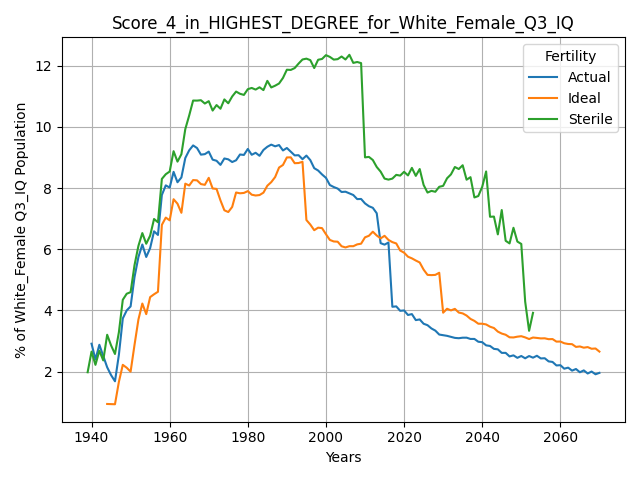 Score_4_in_HIGHEST_DEGREE_for_White_Female_Q3_IQ
% of White_Female Q3_IQ Population
12
10
8
6
4
2
Fertility
Actual
Ideal
Sterile
1940 1960 1980 2000 2020 2040 2060
Years